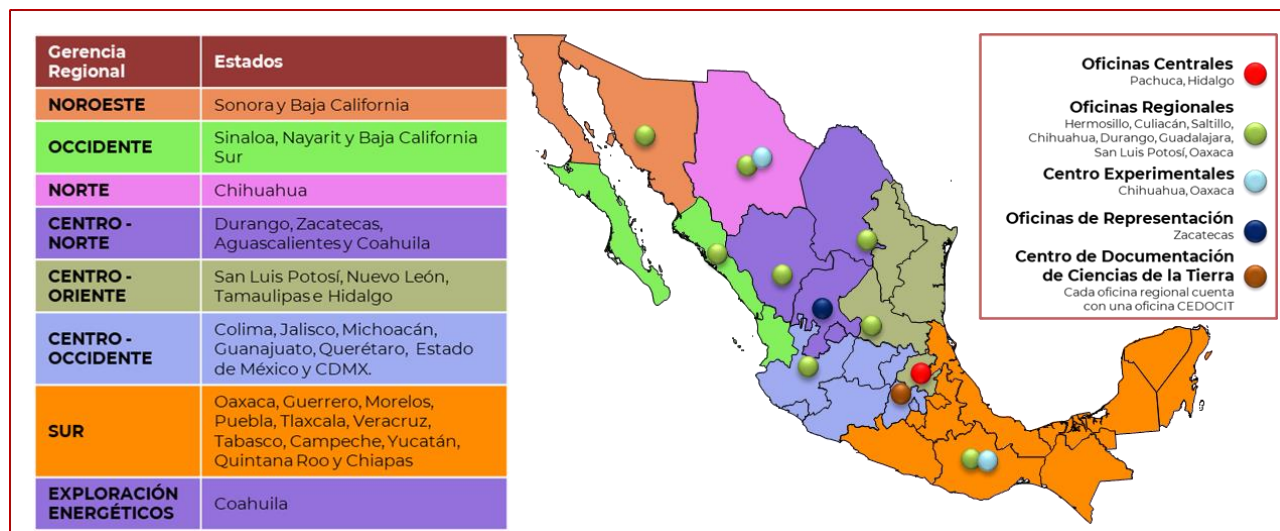 Gerencia Regional
Estados
NOROESTE
Sonora y Baja California
OCCIDENTE
Sinaloa, Nayarit y Baja California
Sur
NORTE
Chihuahua
CENTRO -
NORTE
Durango, Zacatecas,
Aguascalientes y Coahuila
CENTRO -
ORIENTE
San Luis Potosí, Nuevo León,
Tamaulipas e Hidalgo
CENTRO -
OCCIDENTE
Colima, Jalisco, Michoacán,
Guanajuato, Querétaro, Estado
de México y CDMX.
SUR
Oaxaca, Guerrero, Morelos,
Puebla, Tlaxcala, Veracruz,
Tabasco, Campeche, Yucatán,
Quintana Roo y Chiapas
EXPLORACIÓN
ENERGÉTICOS
Coahuila
Oficinas Centrales
Pachuca, Hidalgo
Oficinas Regionales
Hermosillo, Culiacán, Saltillo,
Chihuahua, Durango, Guadalajara,
San Luis Potosí, Oaxaca
Centro Experimentales
Chihuahua, Oaxaca
Oficinas de Representación
Zacatecas
Centro de Documentación
de Ciencias de la Tierra
Cada oficina regional cuenta
con una oficina CEDOCIT